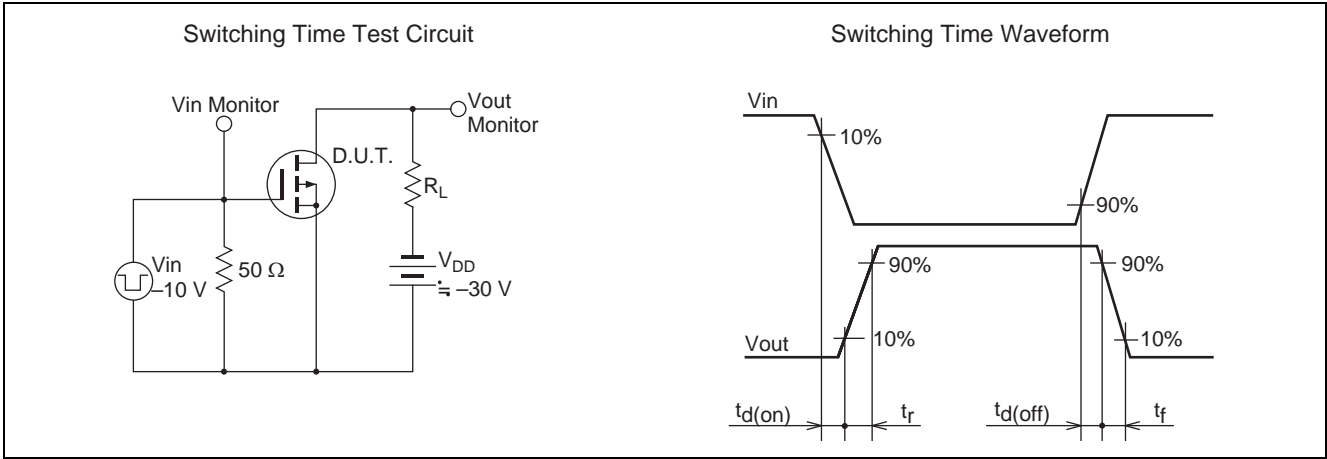 Switching Time Test Circuit
Vin Monitor
Vout
Monitor
D.U.T.
RL
Vin
–10 V
50 Ω
VDD
≒ –30 V
Switching Time Waveform
Vin
10%
90%
90%
90%
Vout
10%
10%
td(on)
tr
td(off)
tf